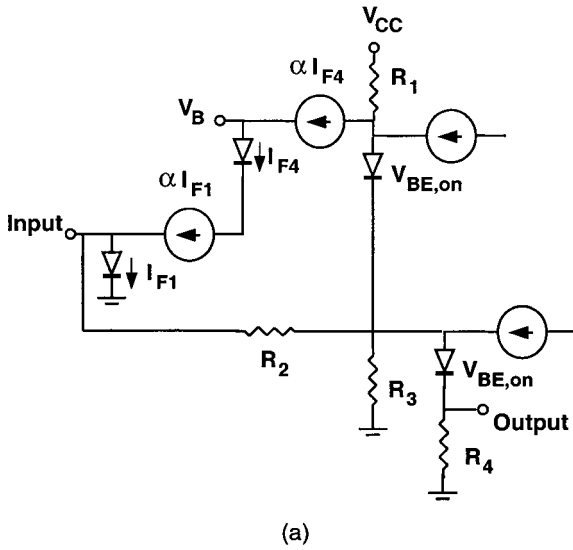 V_CC
αI_F4
R_1
V_B
I_F4
V_BE,on
αI_F1
Input
I_F1
R_2
R_3
V_BE,on
Output
R_4
(a)